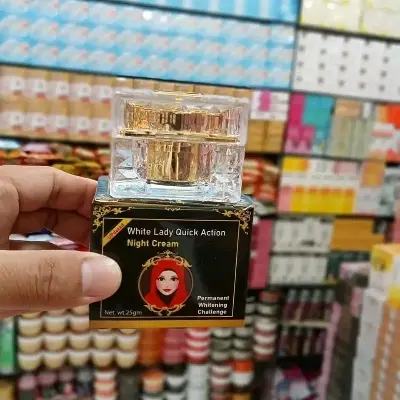 White Lady Quick Action
Night Cream
Permanent
Whitening
Challenge
Net. wt.25gm